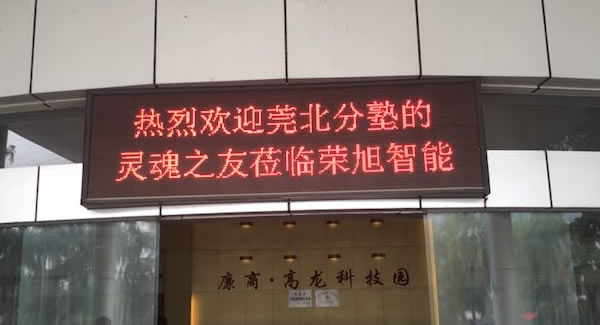 热烈欢迎莞北分塾的
灵魂之友莅临荣旭智能
廉商·高龙科技园